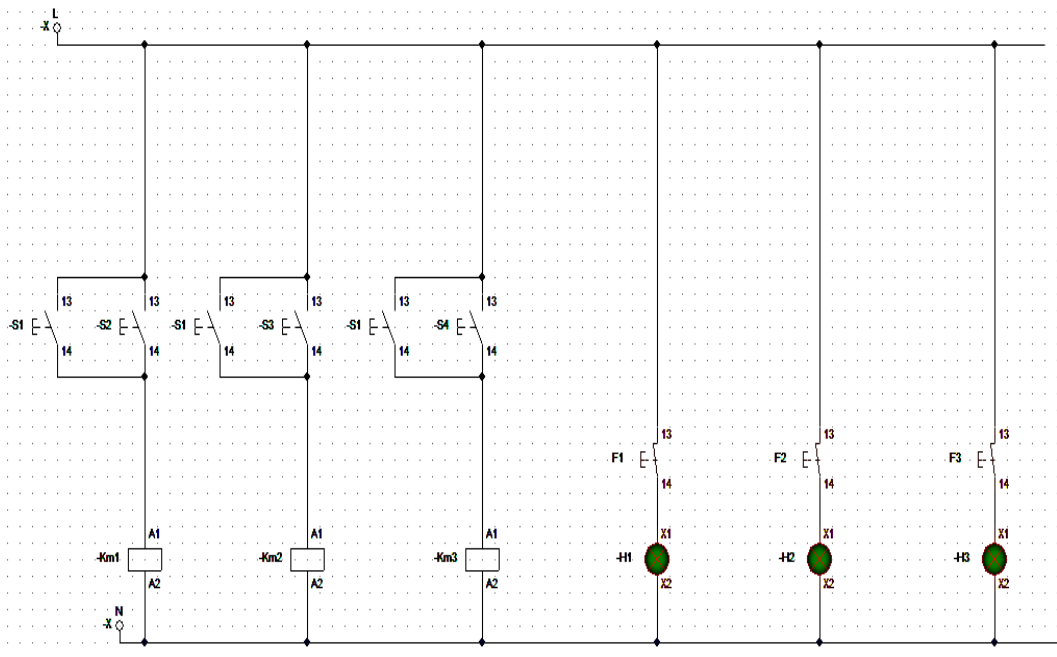 L
-X
13 13 13 13 13 13
-S1 -S2 -S1 -S3 -S1 -S4
14 14 14 14 14 14
13 13 13
F1 F2 F3
14 14 14
A1 A1 A1 X1 X1 X1
-Km1 -Km2 -Km3 -H1 -H2 -H3
A2 A2 A2 X2 X2 X2
N
-X